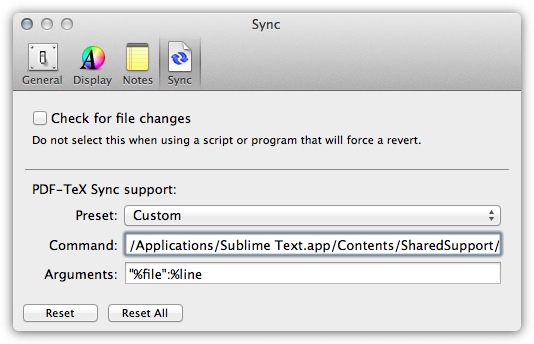 Sync
General Display Notes Sync
Check for file changes
Do not select this when using a script or program that will force a revert.
PDF-TeX Sync support:
Preset: Custom
Command: /Applications/Sublime Text.app/Contents/SharedSupport/
Arguments: "%file":%line
Reset Reset All